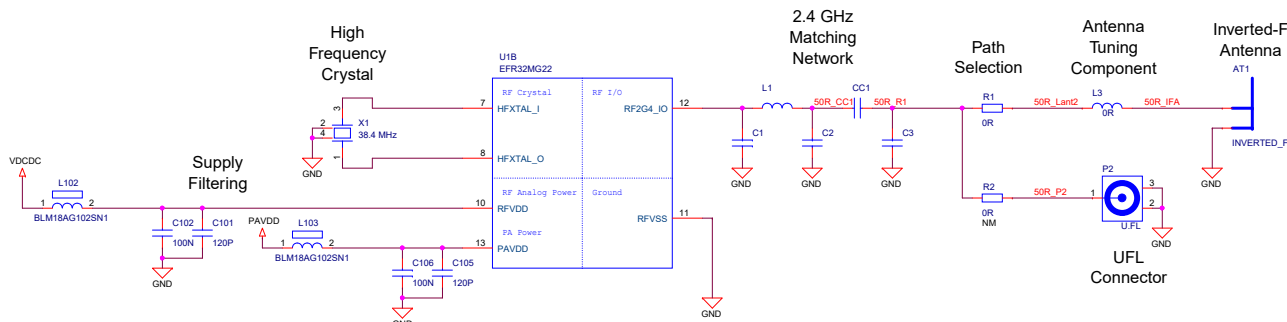 High
Frequency
Crystal
2.4 GHz
Matching
Network
Path
Selection
Antenna
Tuning
Component
Inverted-F
Antenna
AT1
INVERTED_F
U1B
EFR32MG22
RF Crystal
RF I/O
HFXTAL_I
HFXTAL_O
RF Analog Power
Ground
RFVDD
RFVSS
PA Power
PAVDD
RF2G4_IO
7
8
10
13
12
11
3
2
4
1
X1
38.4 MHz
GND
VDCDC
L102
1
2
BLM18AG102SN1
Supply
Filtering
C102
100N
C101
120P
GND
PAVDD
L103
1
2
BLM18AG102SN1
C106
100N
C105
120P
GND
GND
L1
50R_CC1
CC1
50R_R1
C1
C2
C3
GND
GND
GND
R1
0R
50R_Lant2
L3
0R
50R_IFA
GND
R2
0R
NM
50R_P2
P2
1
3
2
U.FL
GND
UFL
Connector